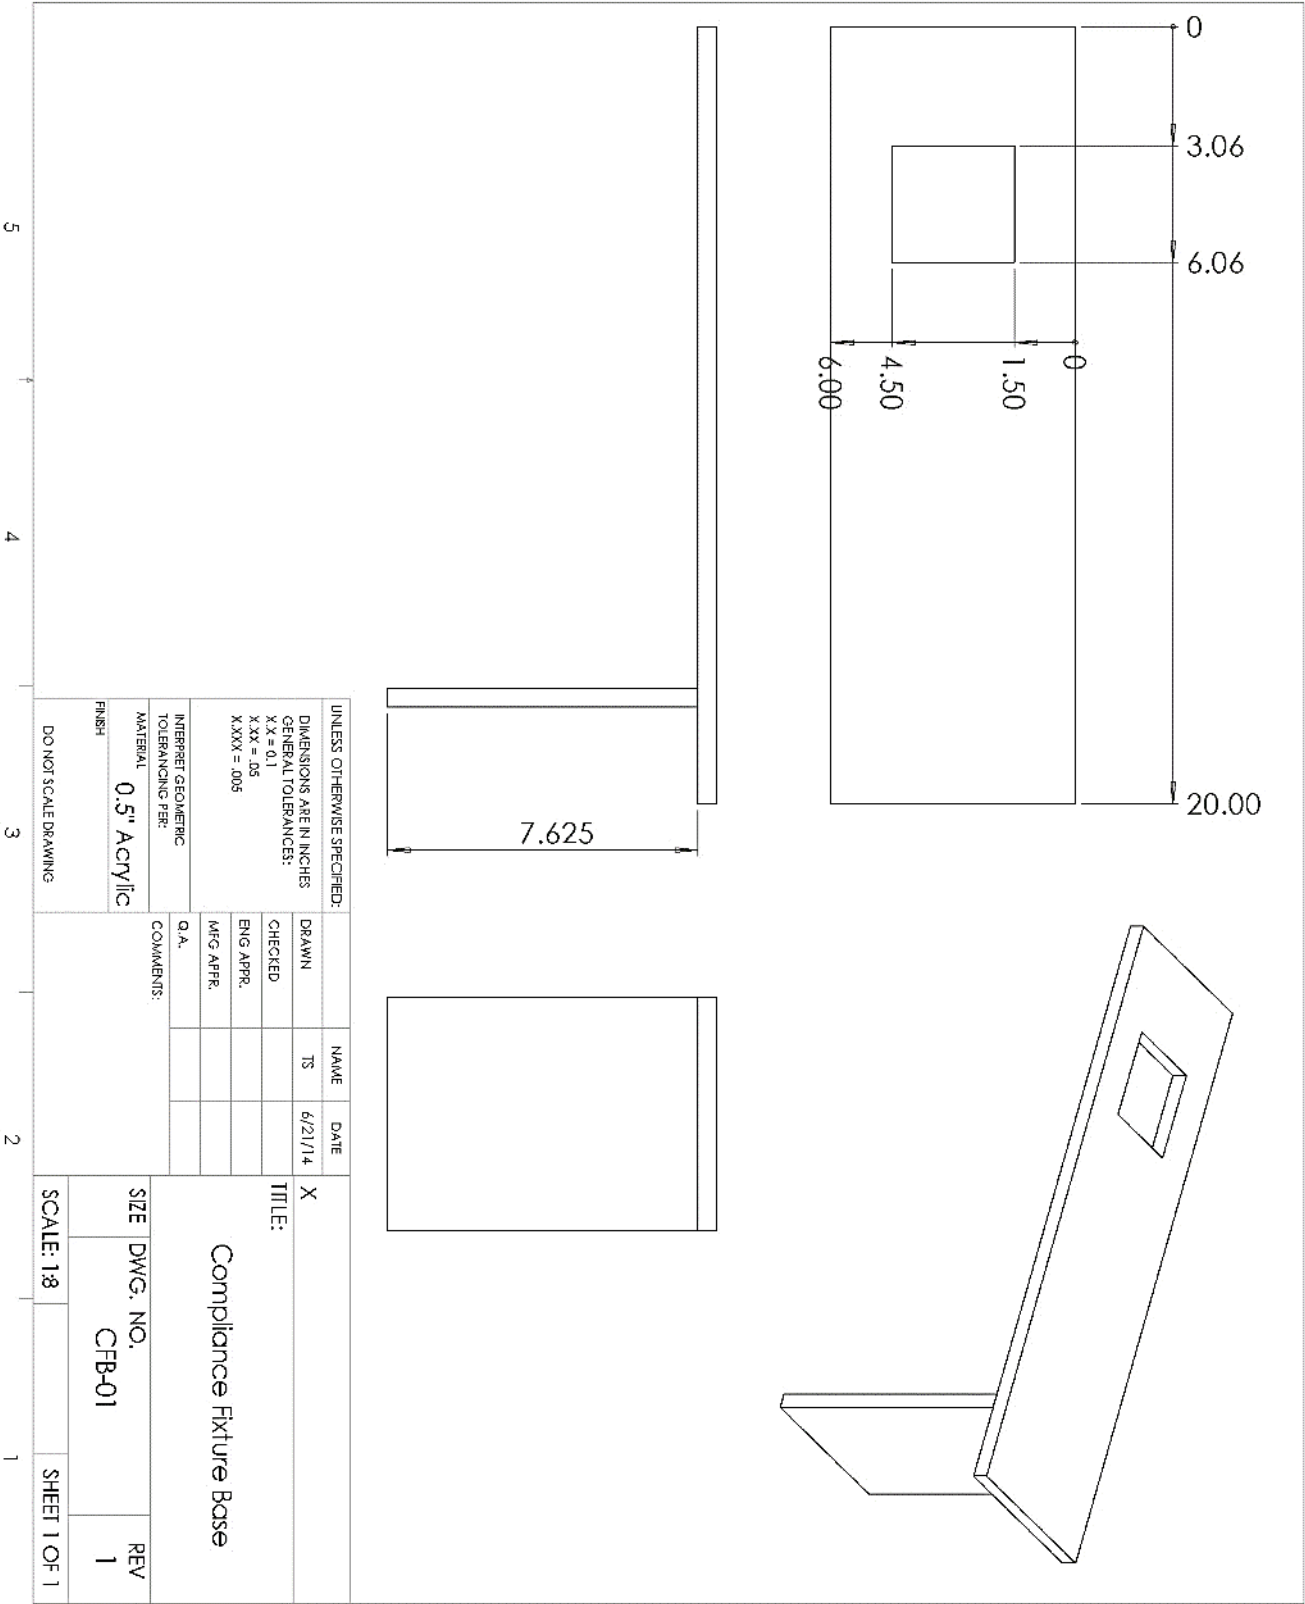 0
3.06
6.06
20.00
0
1.50
4.50
6.00
7.625
5
4
3
2
1
UNLESS OTHERWISE SPECIFIED:
DIMENSIONS ARE IN INCHES
GENERAL TOLERANCES:
X.X = 0.1
X.XX = .05
X.XXX = .005
INTERPRET GEOMETRIC
TOLERANCING PER:
MATERIAL
0.5" Acrylic
FINISH
DO NOT SCALE DRAWING
NAME DATE
DRAWN TS 6/21/14
CHECKED
ENG APPR.
MFG APPR.
Q.A.
COMMENTS:
X
TITLE:
Compliance Fixture Base
SIZE DWG. NO. REV
CFB-01 1
SCALE: 1:8 SHEET 1 OF 1